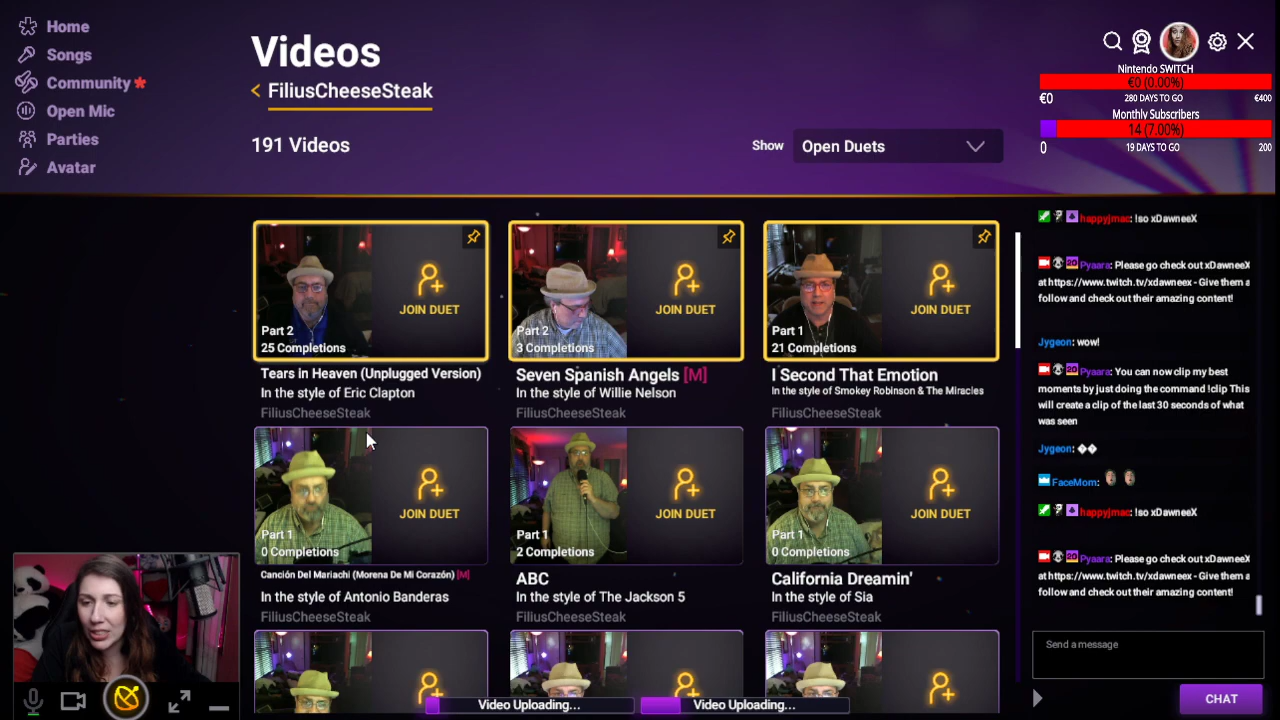 Home
Songs
Community *
Open Mic
Parties
Avatar
Videos
< FiliusCheeseSteak
191 Videos
Show
Open Duets
Nintendo SWITCH
€0 (0.00%)
€0
280 DAYS TO GO
€400
Monthly Subscribers
14 (7.00%)
0
19 DAYS TO GO
200
JOIN DUET
Part 2
25 Completions
Tears in Heaven (Unplugged Version)
In the style of Eric Clapton
FiliusCheeseSteak
JOIN DUET
Part 2
3 Completions
Seven Spanish Angels [M]
In the style of Willie Nelson
FiliusCheeseSteak
JOIN DUET
Part 1
21 Completions
I Second That Emotion
In the style of Smokey Robinson & The Miracles
FiliusCheeseSteak
JOIN DUET
Part 1
0 Completions
Canción Del Mariachi (Morena De Mi Corazón) [M]
In the style of Antonio Banderas
FiliusCheeseSteak
JOIN DUET
Part 1
2 Completions
ABC
In the style of The Jackson 5
FiliusCheeseSteak
JOIN DUET
Part 1
0 Completions
California Dreamin'
In the style of Sia
FiliusCheeseSteak
Video Uploading...
Video Uploading...
happyjmac: !so xDawneeX
20 Pyaara: Please go check out xDawneeX
at https://www.twitch.tv/xdawneex - Give them a
follow and check out their amazing content!
Jygeon: wow!
20 Pyaara: You can now clip my best
moments by just doing the command !clip This
will create a clip of the last 30 seconds of what
was seen
Jygeon: ��
FaceMom:
happyjmac: !so xDawneeX
20 Pyaara: Please go check out xDawneeX
at https://www.twitch.tv/xdawneex - Give them a
follow and check out their amazing content!
Send a message
CHAT